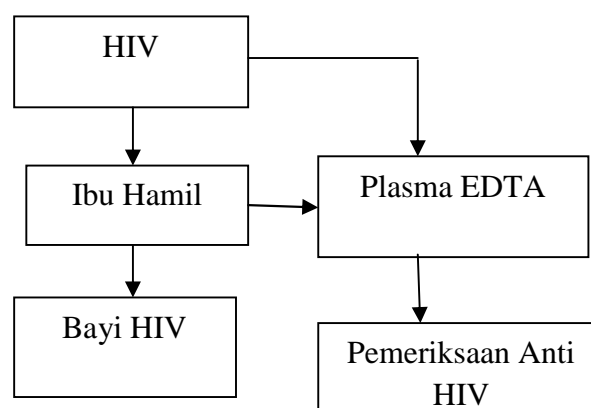 HIV
Ibu Hamil
Plasma EDTA
Bayi HIV
Pemeriksaan Anti
HIV